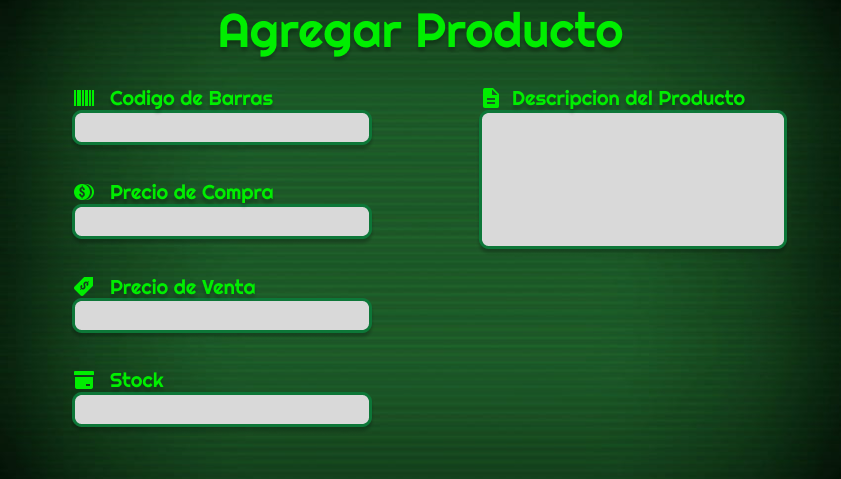 Agregar Producto
Codigo de Barras
Descripcion del Producto
Precio de Compra
Precio de Venta
Stock